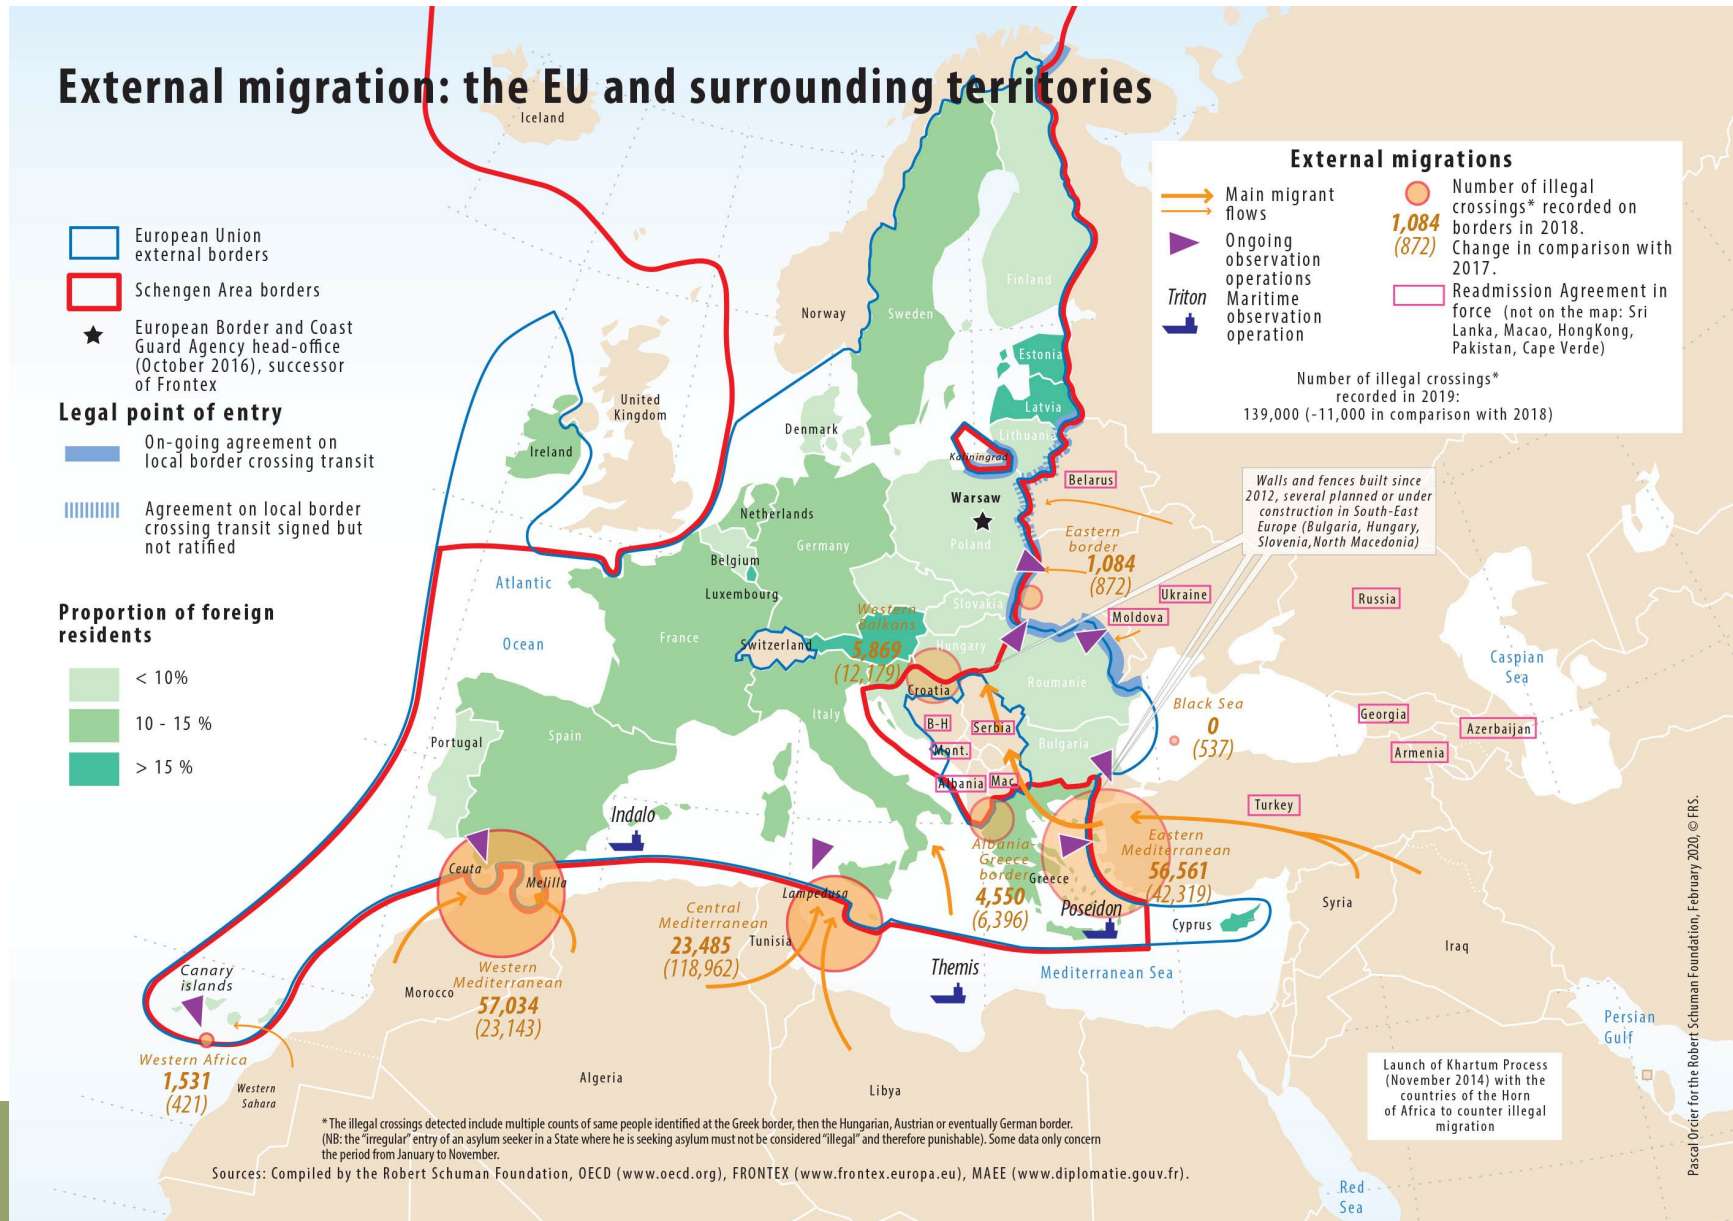 External migration: the EU and surrounding territories
European Union
external borders
Schengen Area borders
European Border and Coast
Guard Agency head-office
(October 2016), successor
of Frontex
Legal point of entry
On-going agreement on
local border crossing transit
Agreement on local border
crossing transit signed but
not ratified
Proportion of foreign
residents
< 10%
10 - 15 %
> 15 %
External migrations
Main migrant
flows
Ongoing
observation
operations
Triton
Maritime
observation
operation
1,084
(872)
Number of illegal
crossings* recorded on
borders in 2018.
Change in comparison with
2017.
Readmission Agreement in
force (not on the map: Sri
Lanka, Macao, HongKong,
Pakistan, Cape Verde)
Number of illegal crossings*
recorded in 2019:
139,000 (-11,000 in comparison with 2018)
Walls and fences built since
2012, several planned or under
construction in South-East
Europe (Bulgaria, Hungary,
Slovenia,North Macedonia)
Iceland
Norway
Sweden
Finland
Estonia
Latvia
Lithuania
Kaliningrad
United
Kingdom
Ireland
Denmark
Netherlands
Belgium
Luxembourg
Germany
Warsaw
Poland
Belarus
Eastern
border
1,084
(872)
Ukraine
Moldova
Russia
Slovakia
Hungary
Roumanie
Bulgaria
Western
Balkans
5,869
(12,179)
Switzerland
France
Italy
Spain
Portugal
Croatia
B-H
Serbia
Mont.
Albania
Mac.
Atlantic
Ocean
Black Sea
0
(537)
Caspian
Sea
Georgia
Azerbaijan
Armenia
Turkey
Indalo
Ceuta
Melilla
Lampedusa
Albania-
Greece
border
4,550
(6,396)
Greece
Eastern
Mediterranean
56,561
(42,319)
Poseidon
Cyprus
Syria
Iraq
Central
Mediterranean
23,485
(118,962)
Tunisia
Themis
Mediterranean Sea
Western
Mediterranean
57,034
(23,143)
Morocco
Canary
islands
Western Africa
1,531
(421)
Western
Sahara
Algeria
Libya
Persian
Gulf
Red
Sea
Launch of Khartum Process
(November 2014) with the
countries of the Horn
of Africa to counter illegal
migration
* The illegal crossings detected include multiple counts of same people identified at the Greek border, then the Hungarian, Austrian or eventually German border.
(NB: the "irregular" entry of an asylum seeker in a State where he is seeking asylum must not be considered "illegal" and therefore punishable). Some data only concern
the period from January to November.
Sources: Compiled by the Robert Schuman Foundation, OECD (www.oecd.org), FRONTEX (www.frontex.europa.eu), MAEE (www.diplomatie.gouv.fr).
Pascal Orcier for the Robert Schuman Foundation, February 2020, © FRS.